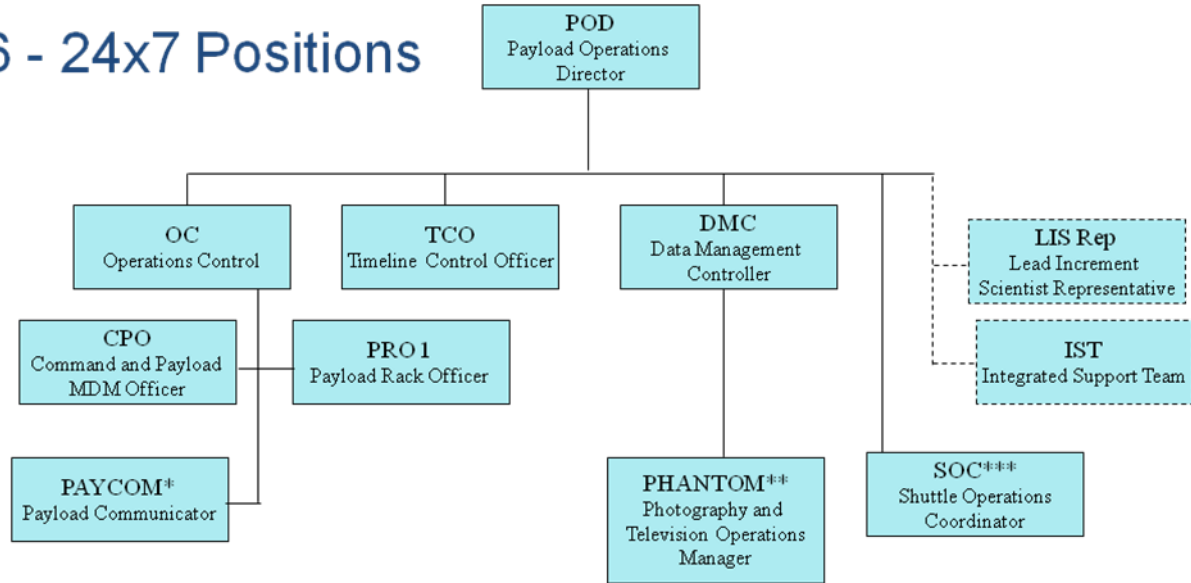 6 - 24x7 Positions
POD
Payload Operations
Director
OC
Operations Control
TCO
Timeline Control Officer
DMC
Data Management
Controller
LIS Rep
Lead Increment
Scientist Representative
CPO
Command and Payload
MDM Officer
PRO 1
Payload Rack Officer
IST
Integrated Support Team
PAYCOM*
Payload Communicator
PHANTOM**
Photography and
Television Operations
Manager
SOC***
Shuttle Operations
Coordinator